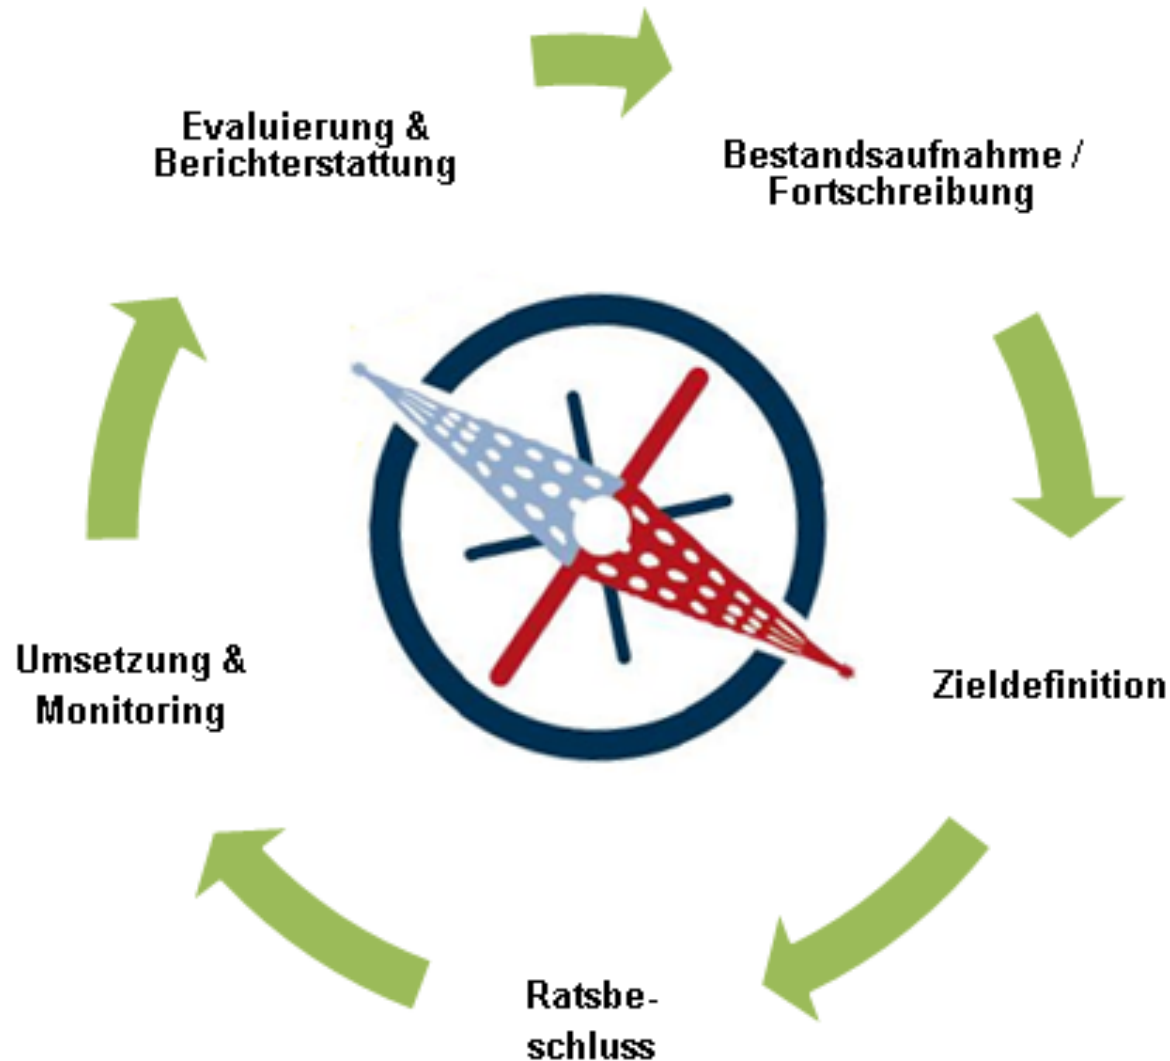 Evaluierung &
Berichterstattung
Bestandsaufnahme /
Fortschreibung
Zieldefinition
Ratsbe-
schluss
Umsetzung &
Monitoring